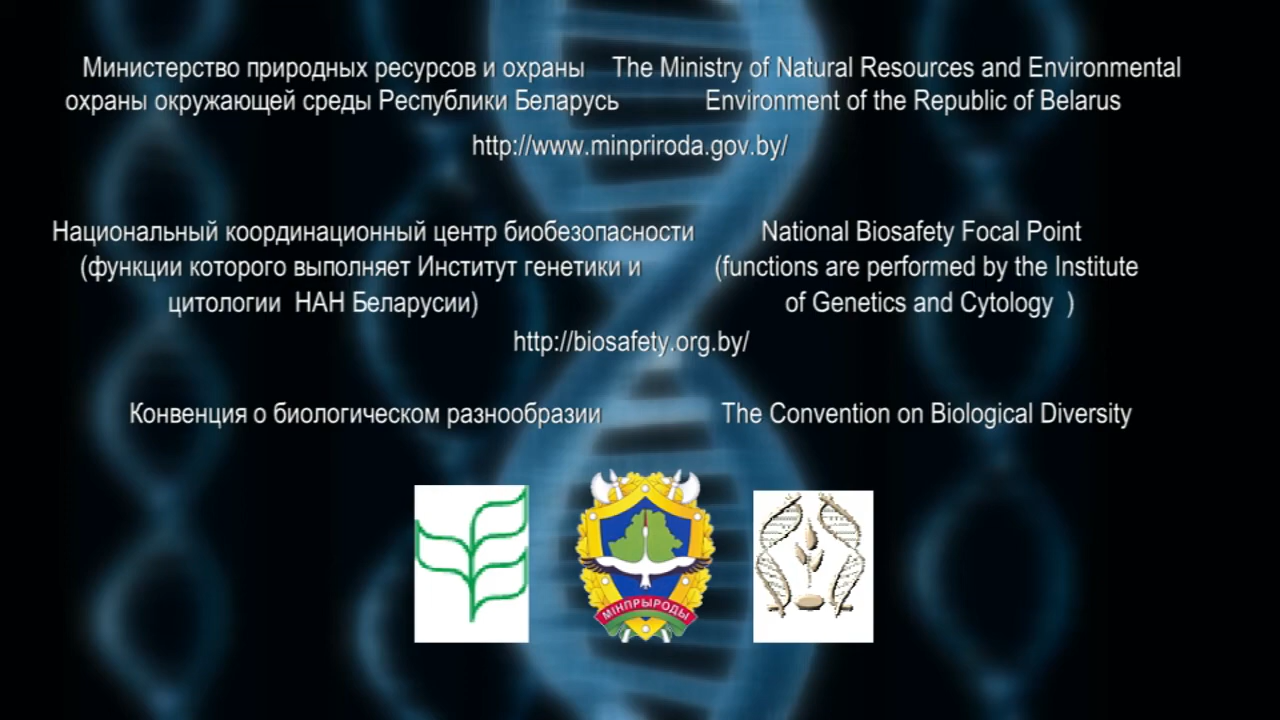 Министерство природных ресурсов и охраны
охраны окружающей среды Республики Беларусь
The Ministry of Natural Resources and Environmental
Environment of the Republic of Belarus
http://www.minpriroda.gov.by/
Национальный координационный центр биобезопасности
(функции которого выполняет Институт генетики и
цитологии НАН Беларусии)
National Biosafety Focal Point
(functions are performed by the Institute
of Genetics and Cytology )
http://biosafety.org.by/
Конвенция о биологическом разнообразии
The Convention on Biological Diversity
МІНПРЫРОДЫ